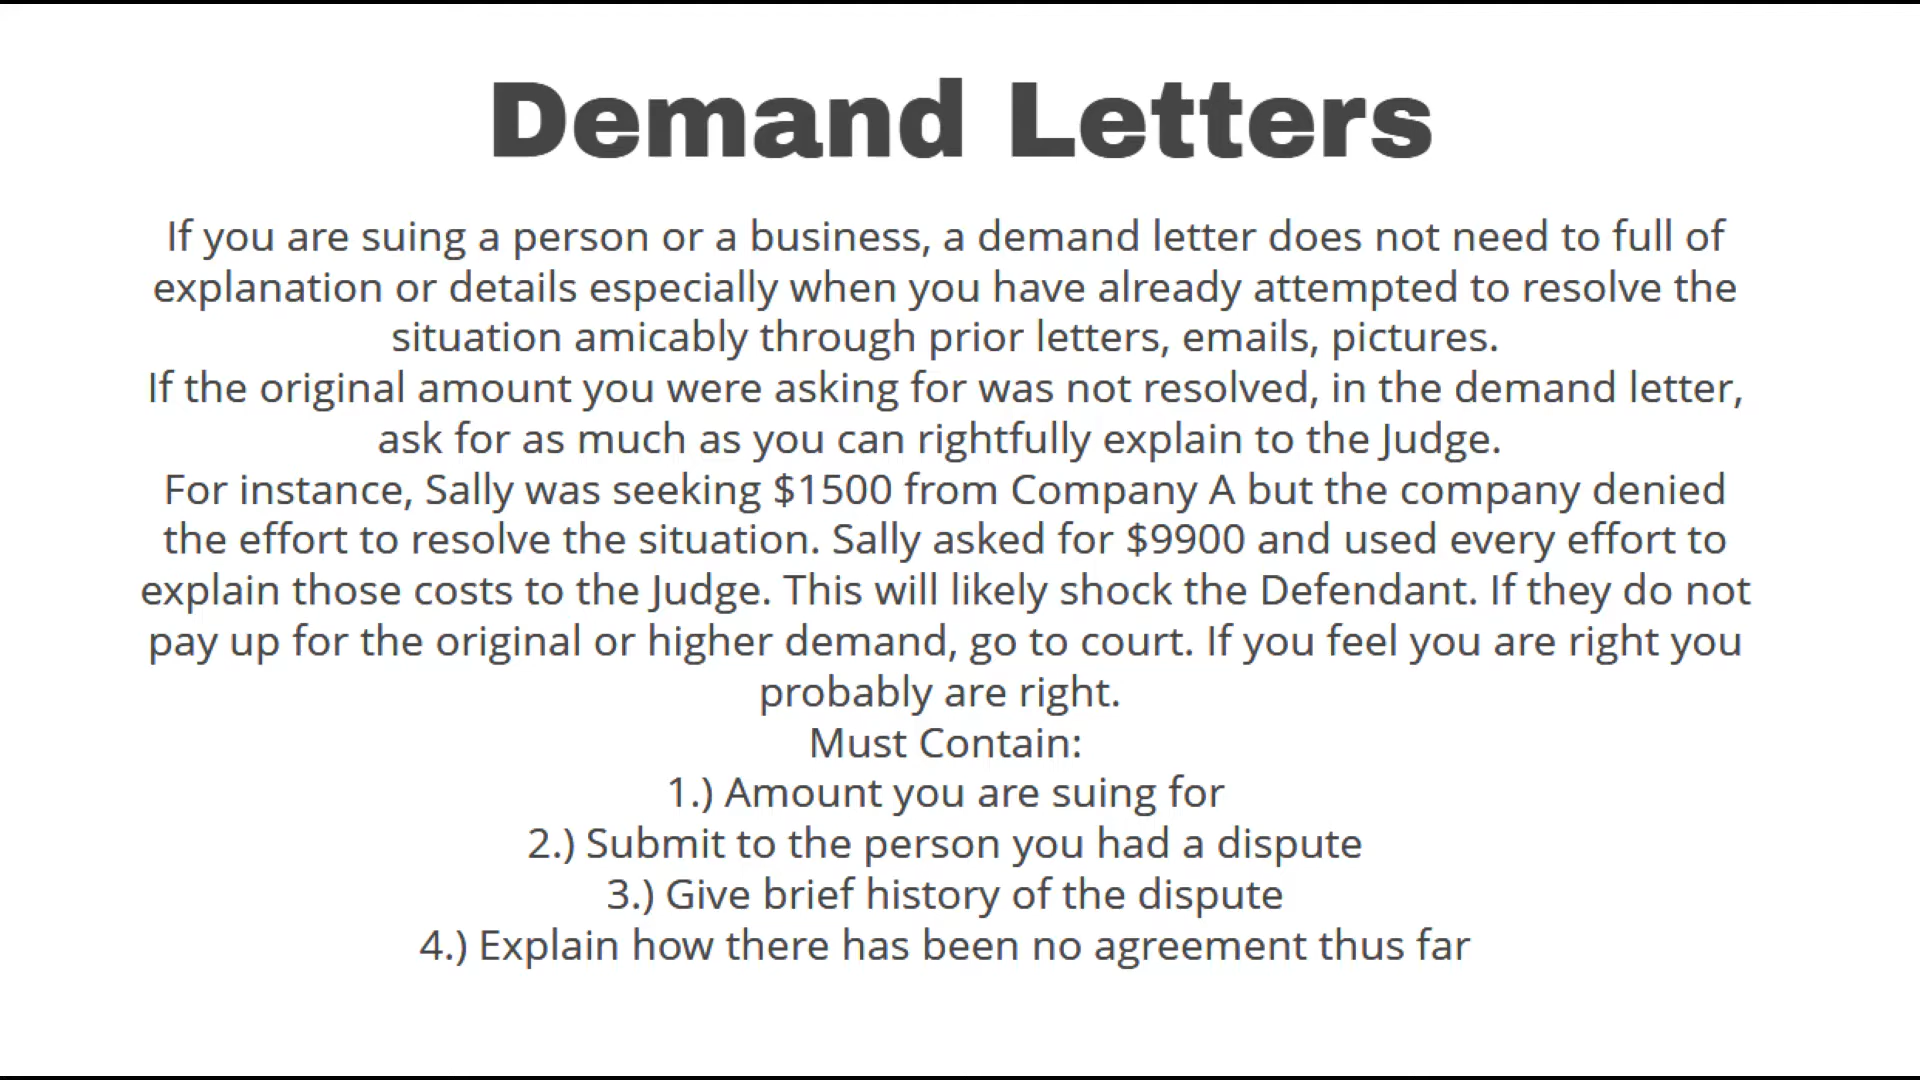 Demand Letters
If you are suing a person or a business, a demand letter does not need to full of
explanation or details especially when you have already attempted to resolve the
situation amicably through prior letters, emails, pictures.
If the original amount you were asking for was not resolved, in the demand letter,
ask for as much as you can rightfully explain to the Judge.
For instance, Sally was seeking $1500 from Company A but the company denied
the effort to resolve the situation. Sally asked for $9900 and used every effort to
explain those costs to the Judge. This will likely shock the Defendant. If they do not
pay up for the original or higher demand, go to court. If you feel you are right you
probably are right.
Must Contain:
1.) Amount you are suing for
2.) Submit to the person you had a dispute
3.) Give brief history of the dispute
4.) Explain how there has been no agreement thus far